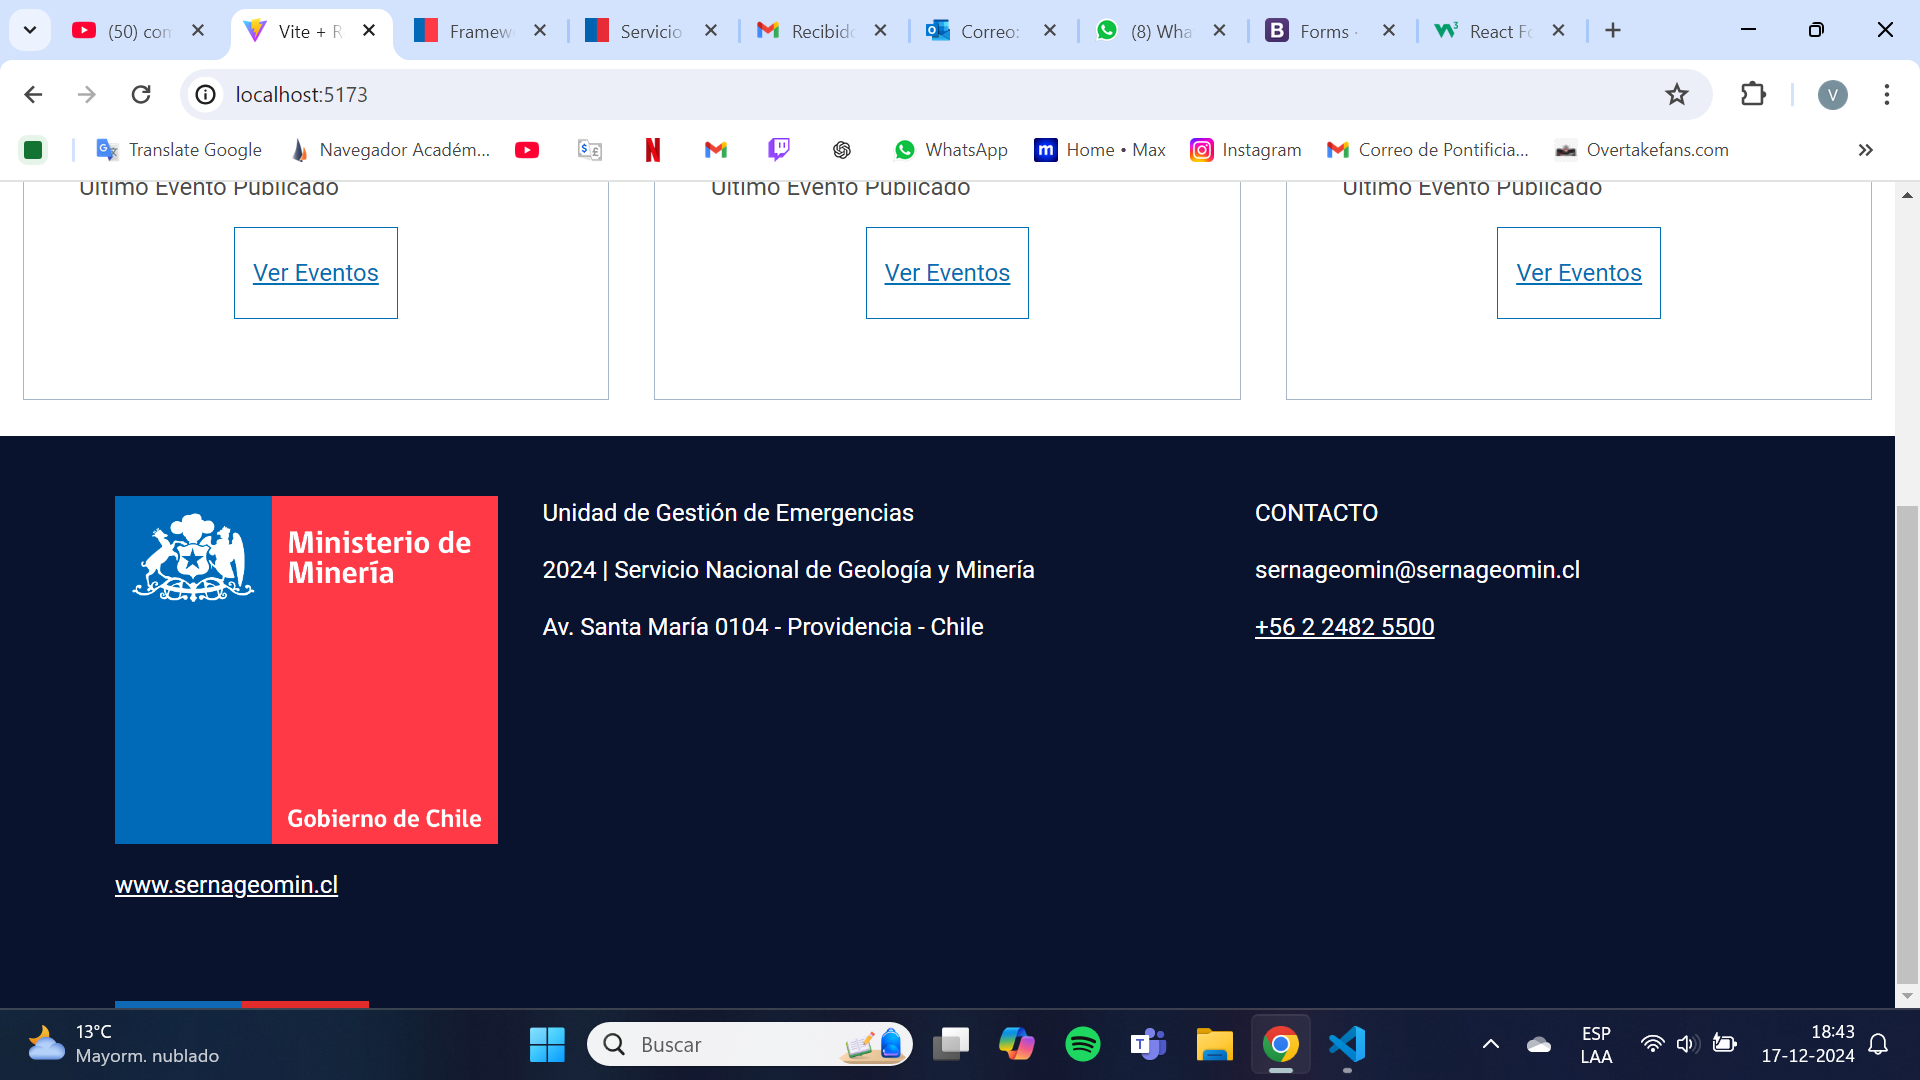 (50) con
Vite + R
Framew
Servicio
Recibido
Correo:
(8) Wha
Forms ·
React Fo
localhost:5173
V
Translate Google
Navegador Académ...
WhatsApp
Home • Max
Instagram
Correo de Pontificia...
Overtakefans.com
Último Evento Publicado
Último Evento Publicado
Último Evento Publicado
Ver Eventos
Ver Eventos
Ver Eventos
Ministerio de
Minería
Gobierno de Chile
www.sernageomin.cl
Unidad de Gestión de Emergencias
2024 | Servicio Nacional de Geología y Minería
Av. Santa María 0104 - Providencia - Chile
CONTACTO
sernageomin@sernageomin.cl
+56 2 2482 5500
13°C
Mayorm. nublado
Buscar
ESP
LAA
18:43
17-12-2024